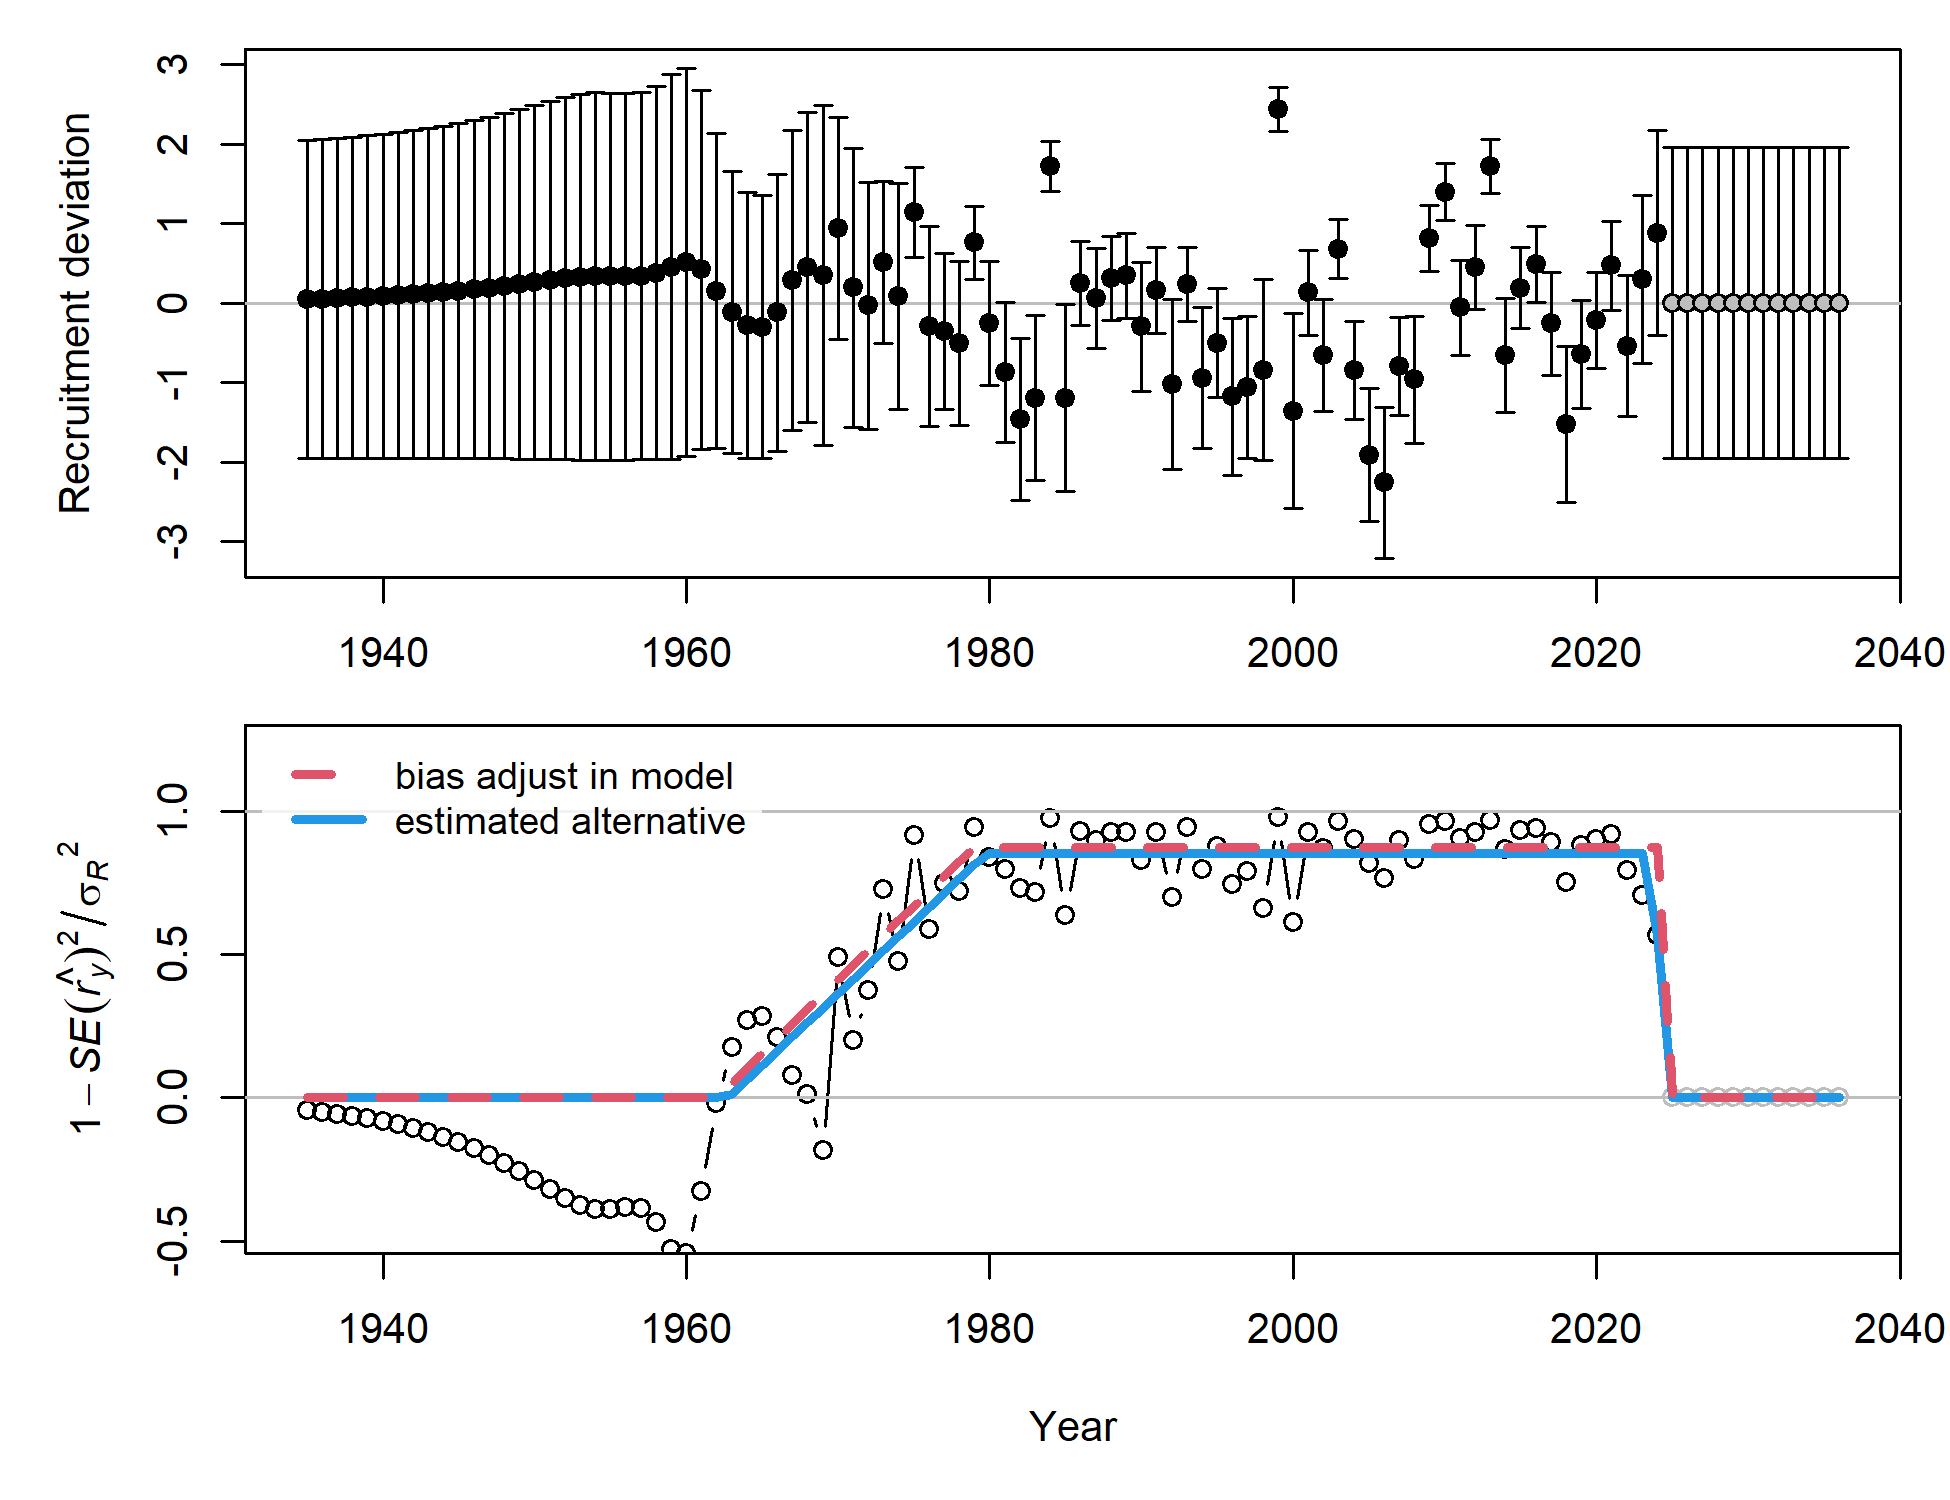 Recruitment deviation
3
2
1
0
-1
-2
-3
1940 1960 1980 2000 2020 2040
1 − SE(r̂y)² / σR²
1.0
0.5
0.0
-0.5
bias adjust in model
estimated alternative
1940 1960 1980 2000 2020 2040
Year